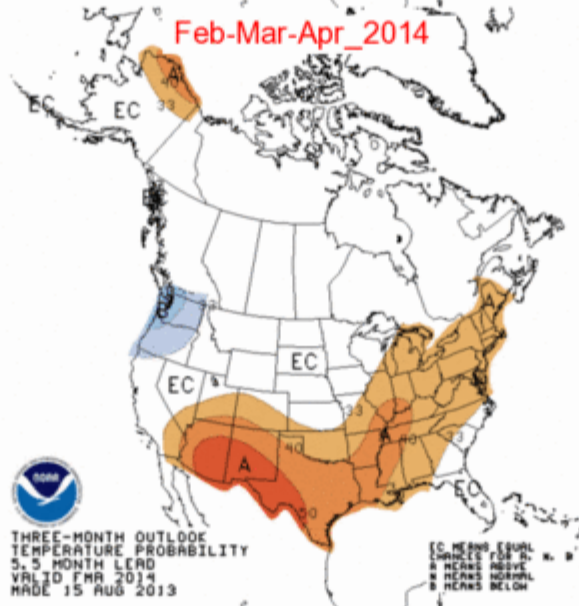 Feb-Mar-Apr_2014
A
40
EC
EC
33
A
EC
EC
33
A
40
33
40
A
EC
50
NOAA
THREE-MONTH OUTLOOK
TEMPERATURE PROBABILITY
5.5 MONTH LEAD
VALID FMA 2014
MADE 15 AUG 2013
EC MEANS EQUAL
CHANCES FOR A, N, B
A MEANS ABOVE
N MEANS NORMAL
B MEANS BELOW